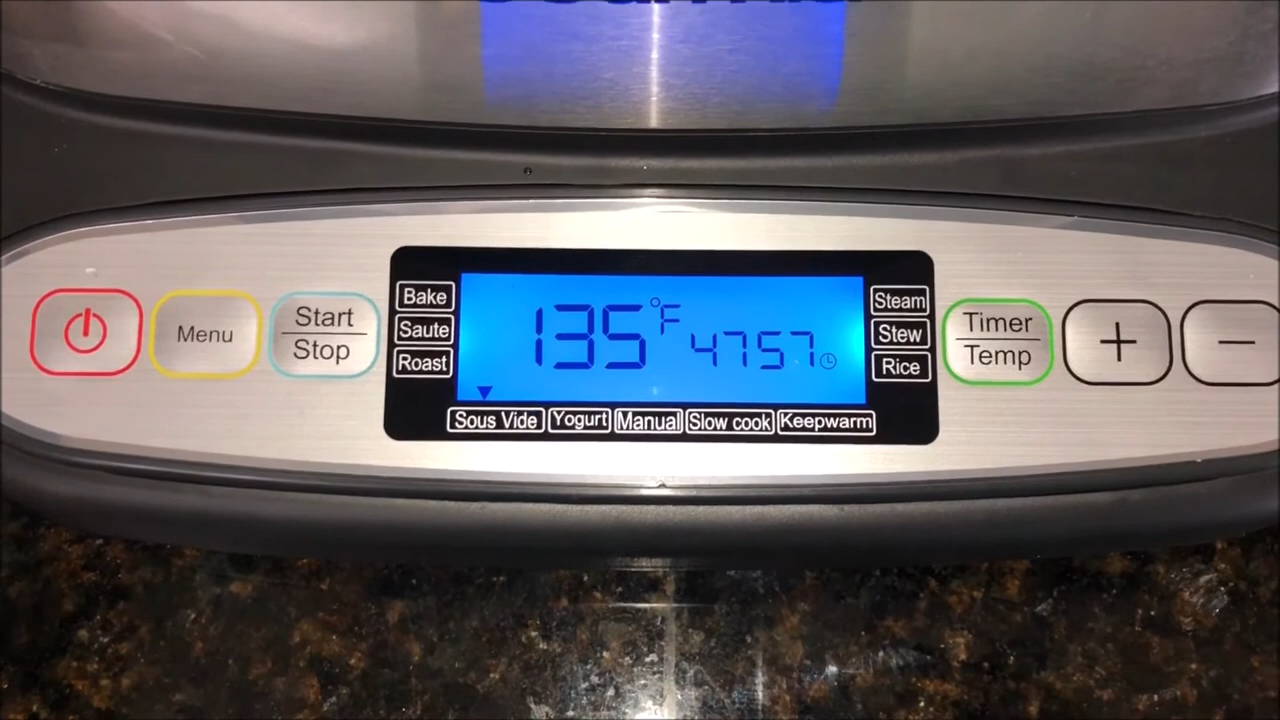 Menu
Start
Stop
Bake
Saute
Roast
135°F 4757
Steam
Stew
Rice
Sous Vide Yogurt Manual Slow cook Keepwarm
Timer
Temp
+
−